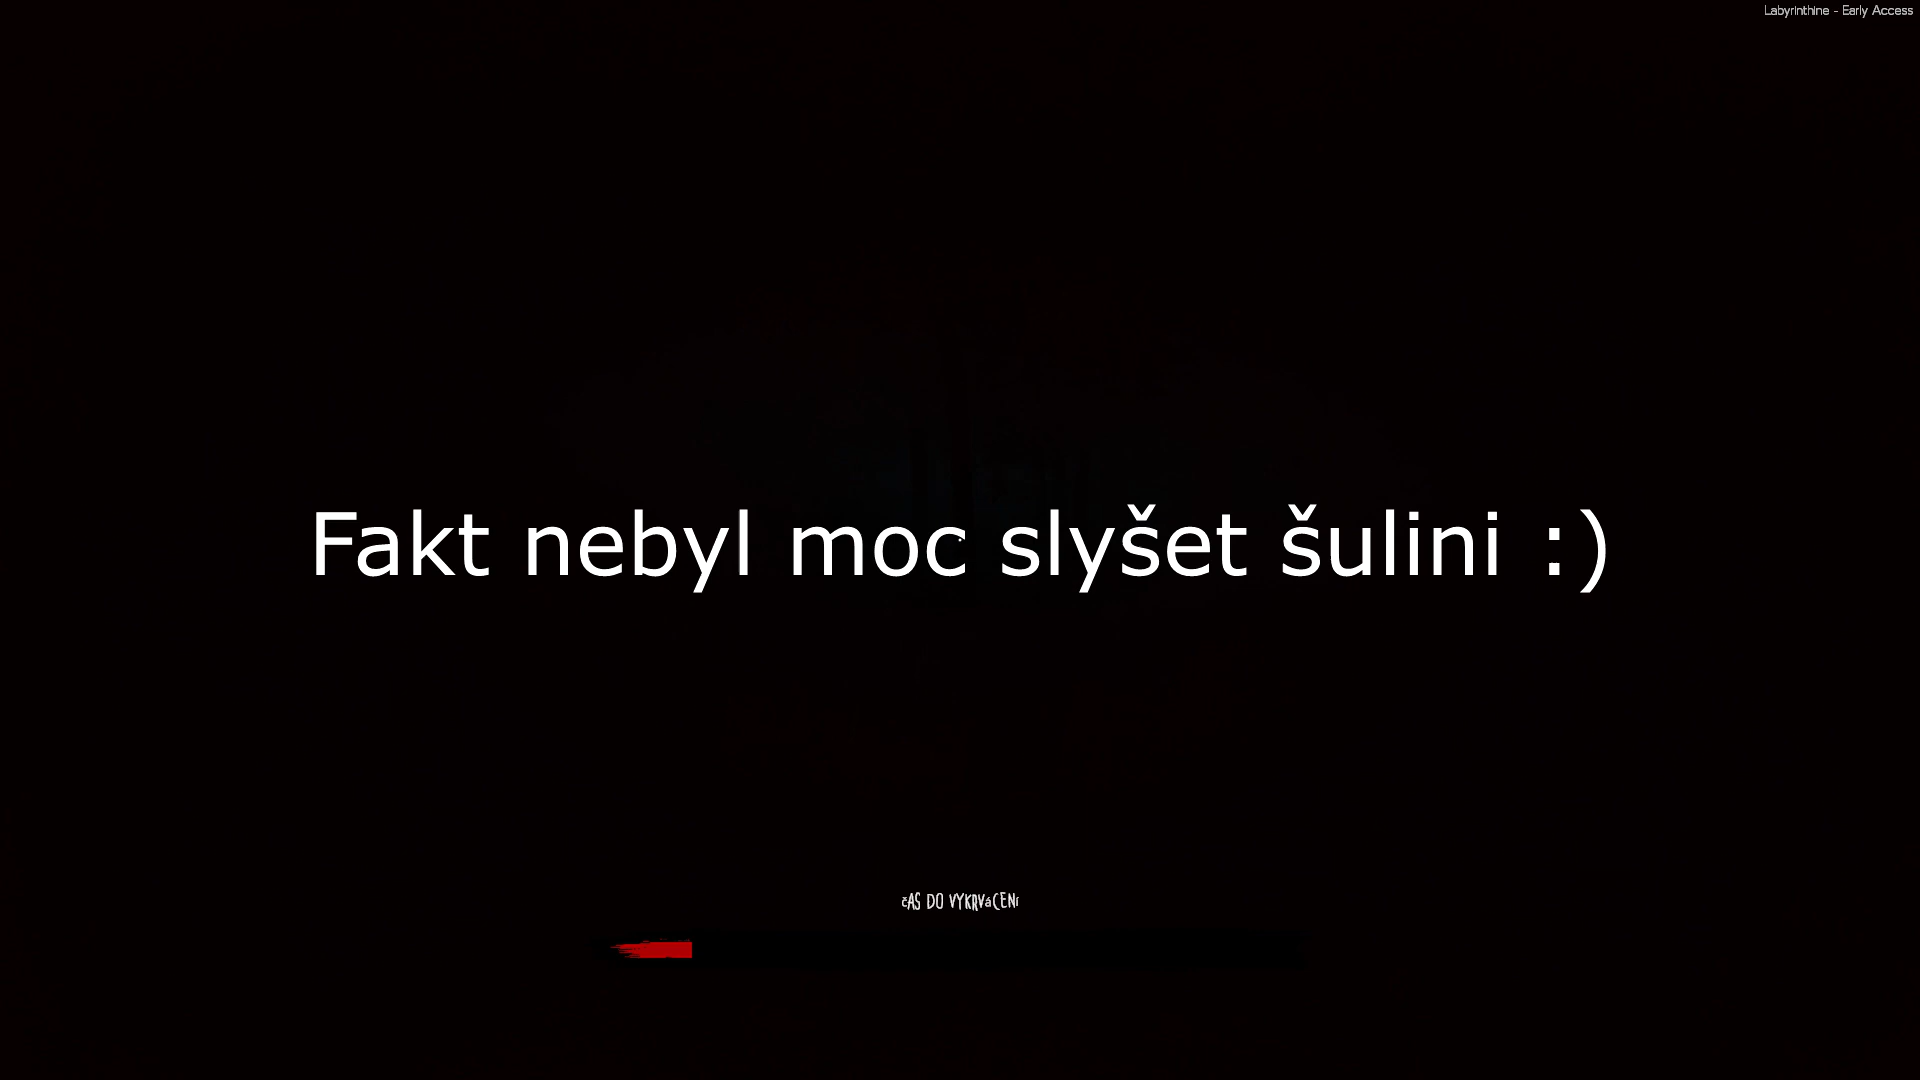 Labyrinthine - Early Access
Fakt nebyl moc slyšet šulini :)
čAS DO VYKRVáCENí